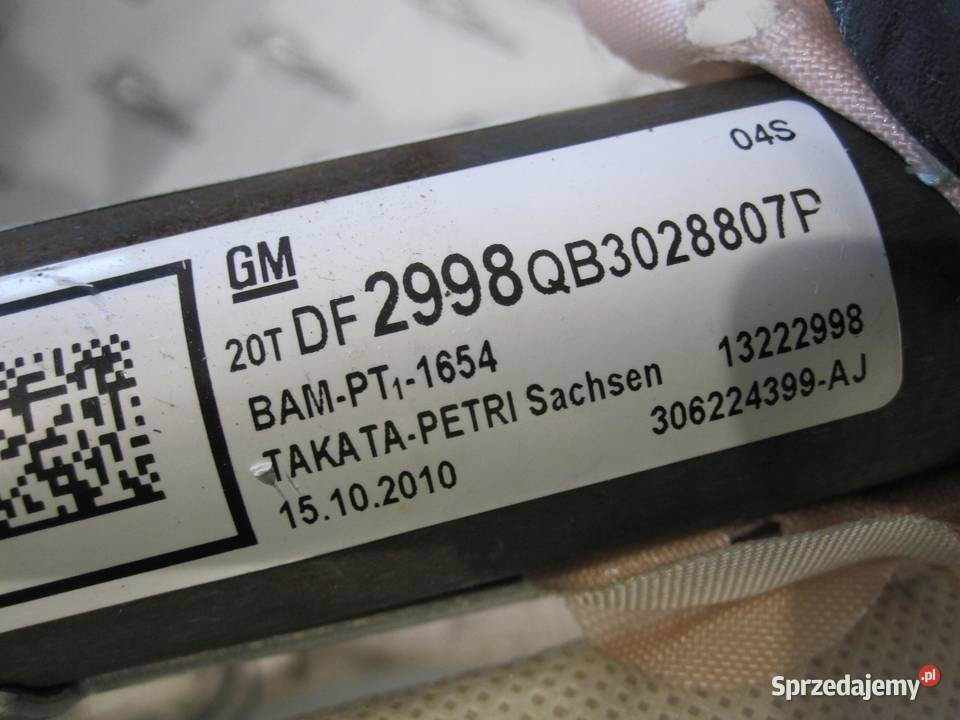 04S
GM
20T DF 2998 QB3028807P
BAM-PT1-1654
13222998
TAKATA-PETRI Sachsen
306224399-AJ
15.10.2010
Sprzedajemy.pl